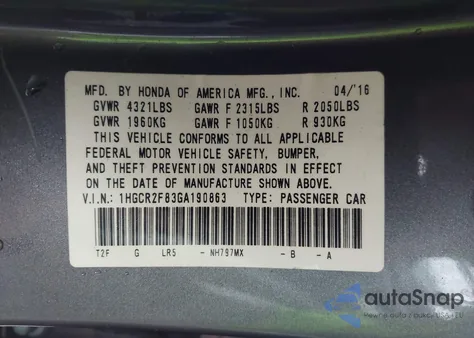 MFD. BY HONDA OF AMERICA MFG., INC. 04/'16
GVWR 4321LBS GAWR F 2315LBS R 2050LBS
GVWR 1960KG GAWR F 1050KG R 930KG
THIS VEHICLE CONFORMS TO ALL APPLICABLE
FEDERAL MOTOR VEHICLE SAFETY, BUMPER,
AND THEFT PREVENTION STANDARDS IN EFFECT
ON THE DATE OF MANUFACTURE SHOWN ABOVE.
V.I.N.: 1HGCR2F83GA190863 TYPE: PASSENGER CAR
T2F G LR5 - NH797MX - B - A
autoSnap